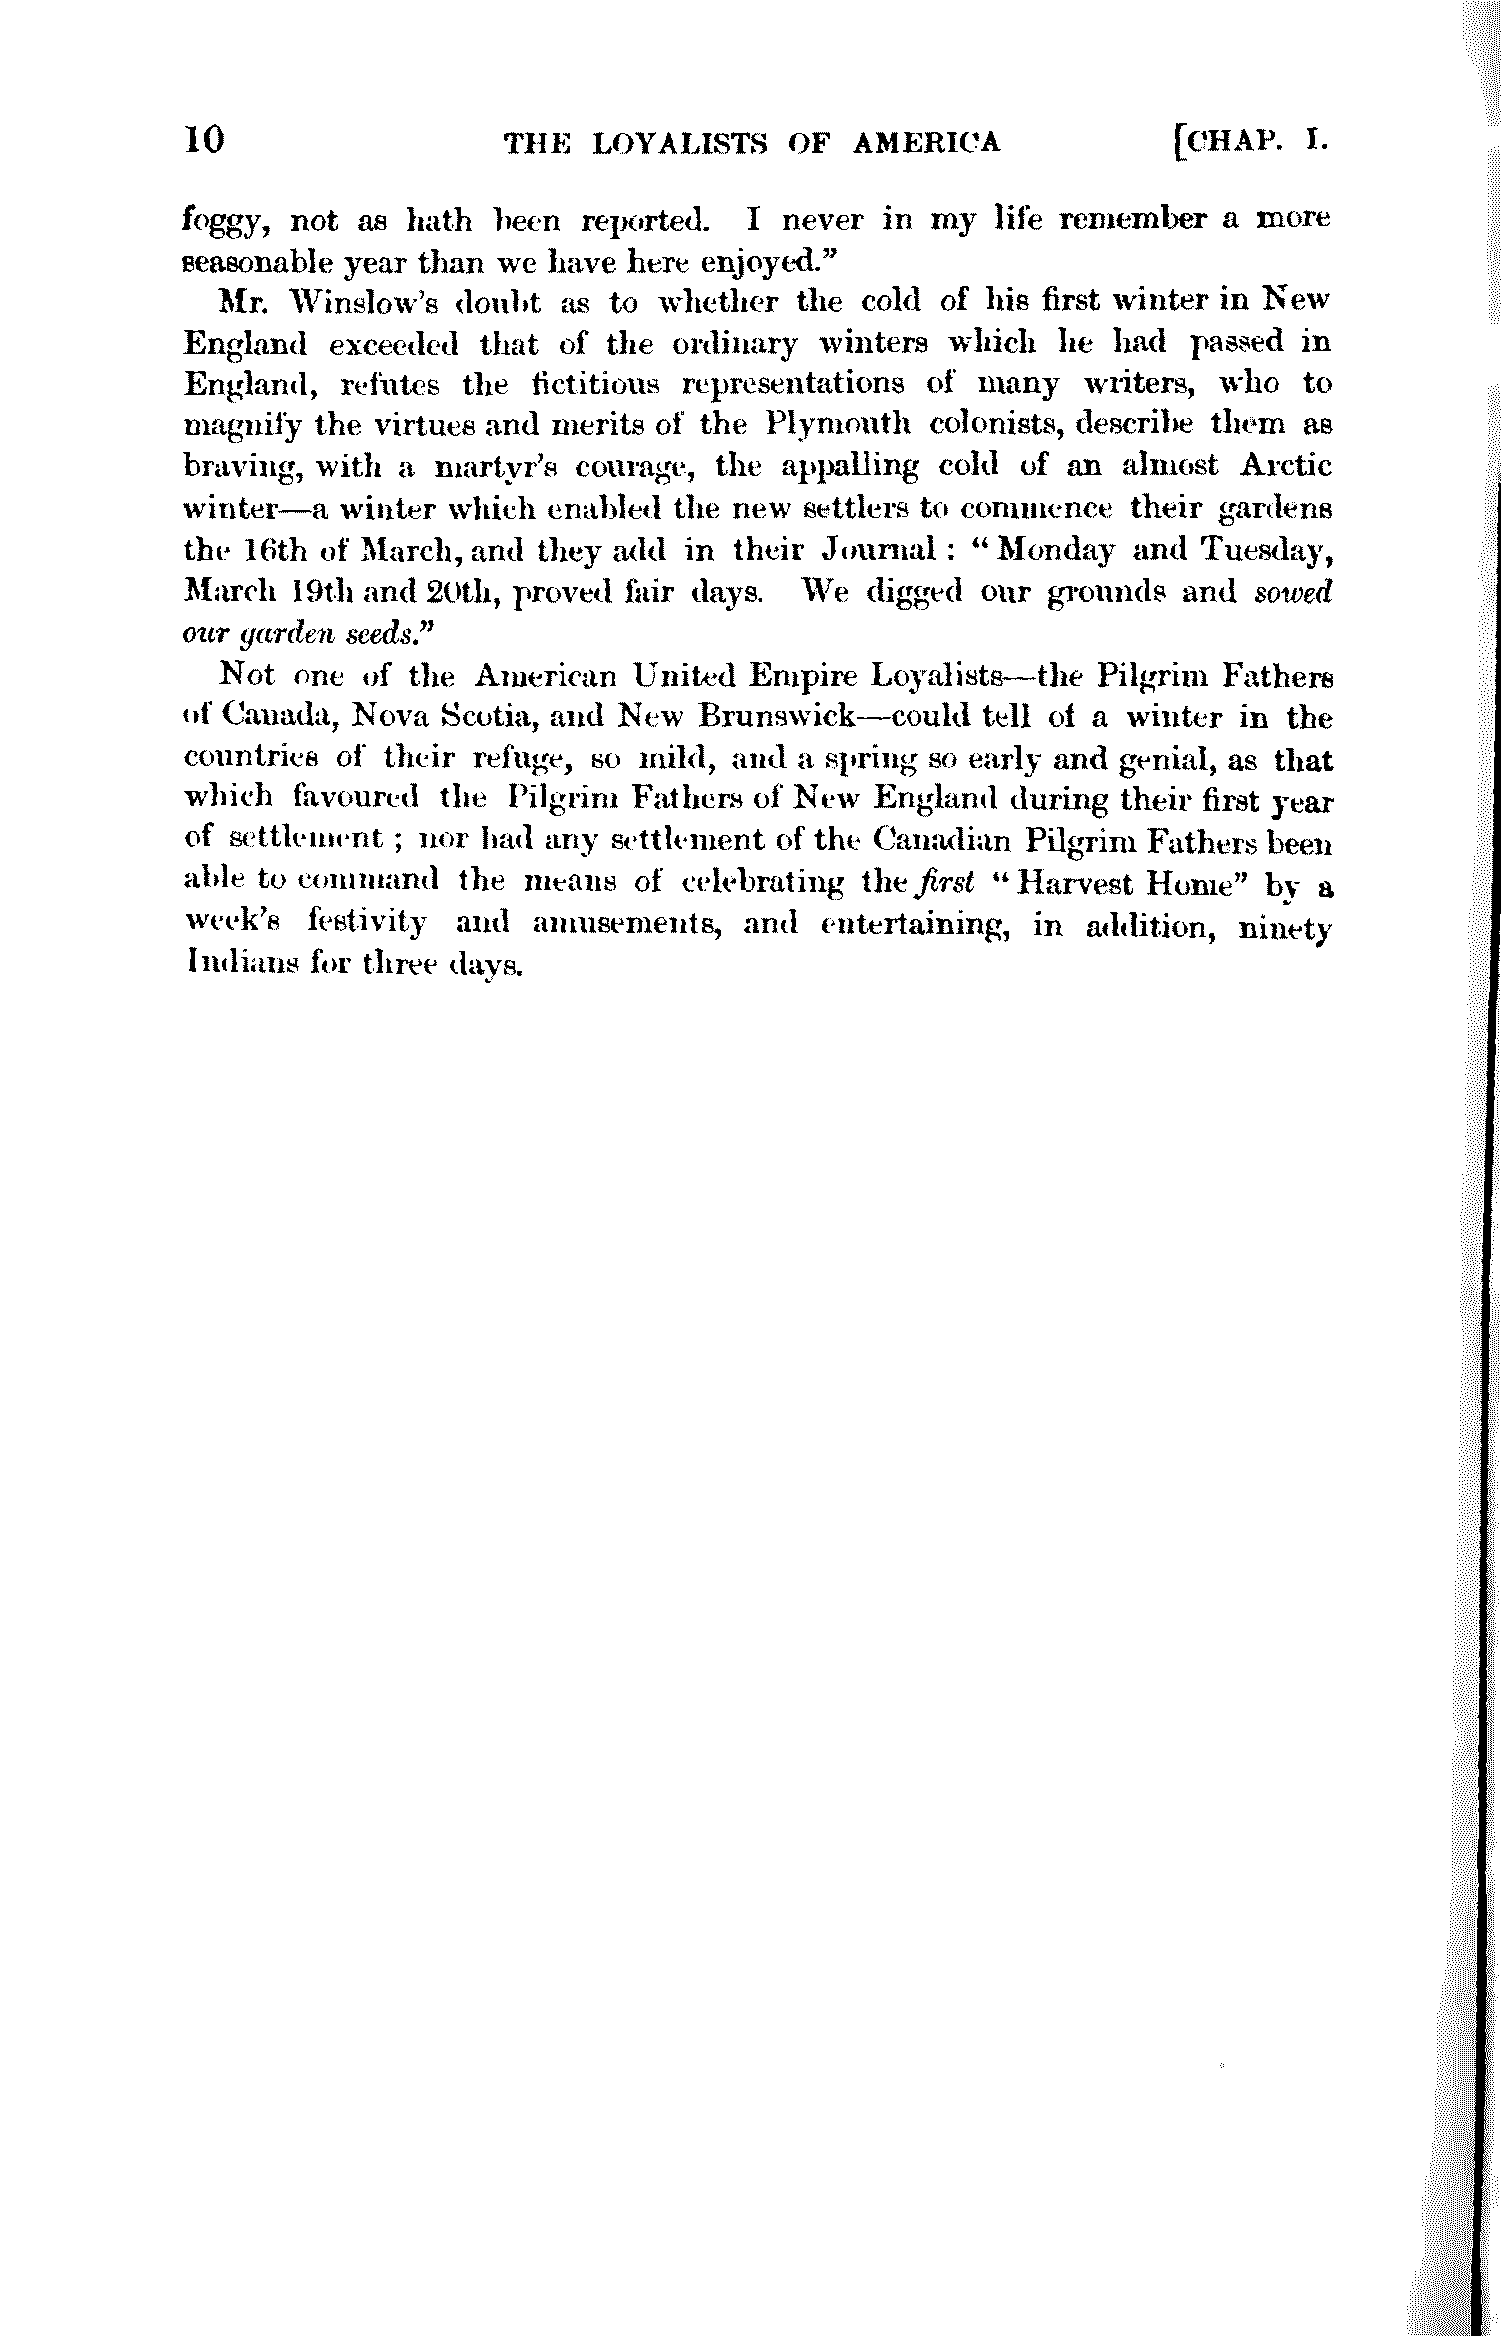 10 THE LOYALISTS OF AMERICA [CHAP. I.
foggy, not as hath been reported. I never in my life remember a more
seasonable year than we have here enjoyed."
Mr. Winslow's doubt as to whether the cold of his first winter in New
England exceeded that of the ordinary winters which he had passed in
England, refutes the fictitious representations of many writers, who to
magnify the virtues and merits of the Plymouth colonists, describe them as
braving, with a martyr's courage, the appalling cold of an almost Arctic
winter—a winter which enabled the new settlers to commence their gardens
the 16th of March, and they add in their Journal : "Monday and Tuesday,
March 19th and 20th, proved fair days. We digged our grounds and sowed
our garden seeds."
Not one of the American United Empire Loyalists—the Pilgrim Fathers
of Canada, Nova Scotia, and New Brunswick—could tell of a winter in the
countries of their refuge, so mild, and a spring so early and genial, as that
which favoured the Pilgrim Fathers of New England during their first year
of settlement ; nor had any settlement of the Canadian Pilgrim Fathers been
able to command the means of celebrating the first "Harvest Home" by a
week's festivity and amusements, and entertaining, in addition, ninety
Indians for three days.